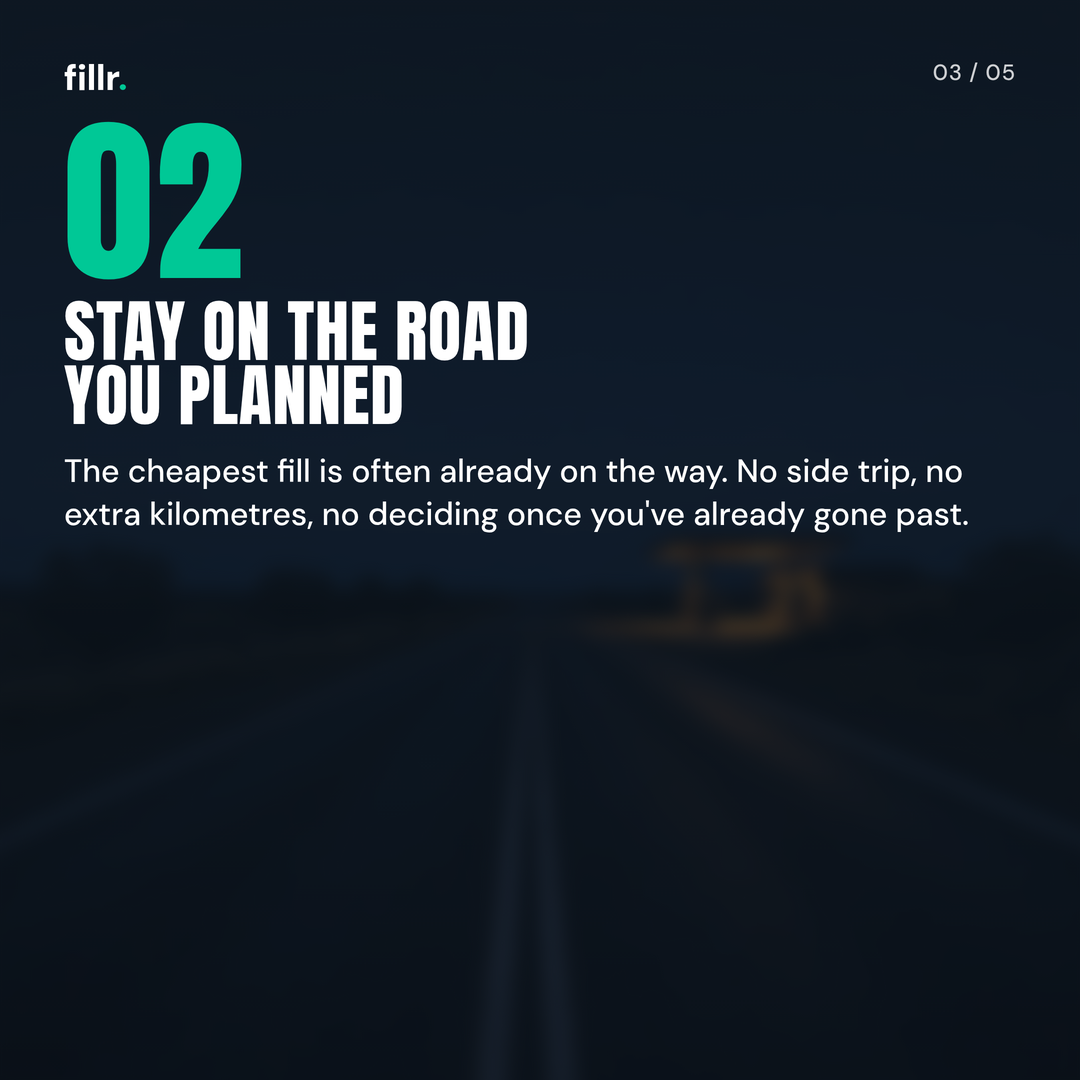 fillr.
03 / 05
02
STAY ON THE ROAD
YOU PLANNED
The cheapest fill is often already on the way. No side trip, no
extra kilometres, no deciding once you've already gone past.